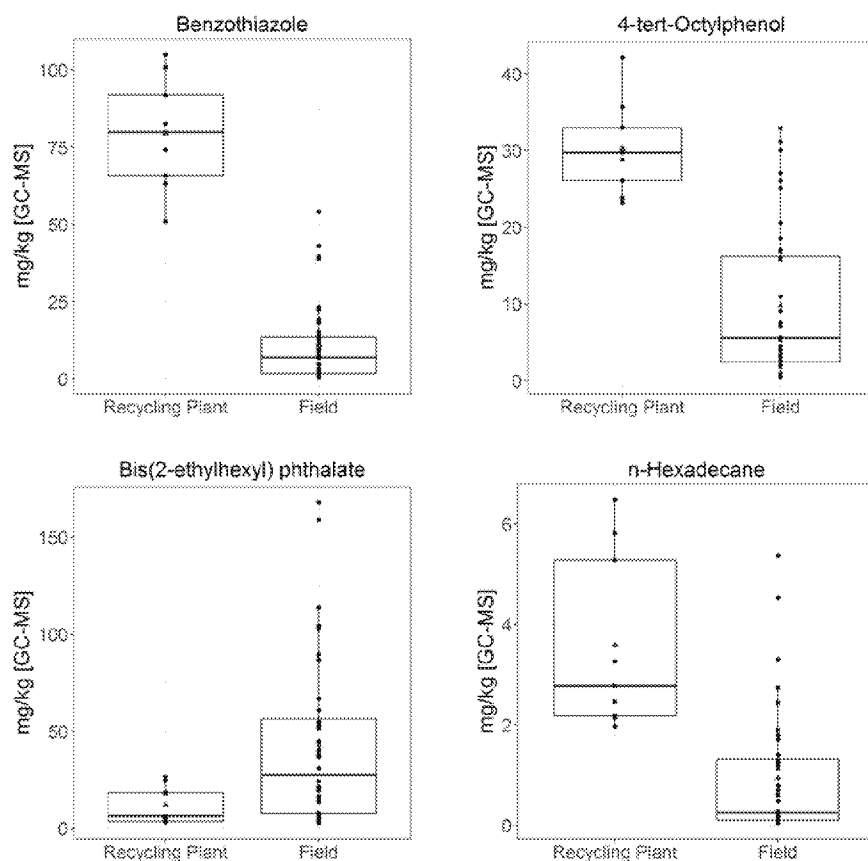 Benzothiazole
mg/kg [GC-MS]
100
75
50
25
0
Recycling Plant
Field
4-tert-Octylphenol
mg/kg [GC-MS]
40
30
20
10
0
Recycling Plant
Field
Bis(2-ethylhexyl) phthalate
mg/kg [GC-MS]
150
100
50
0
Recycling Plant
Field
n-Hexadecane
mg/kg [GC-MS]
6
4
2
0
Recycling Plant
Field